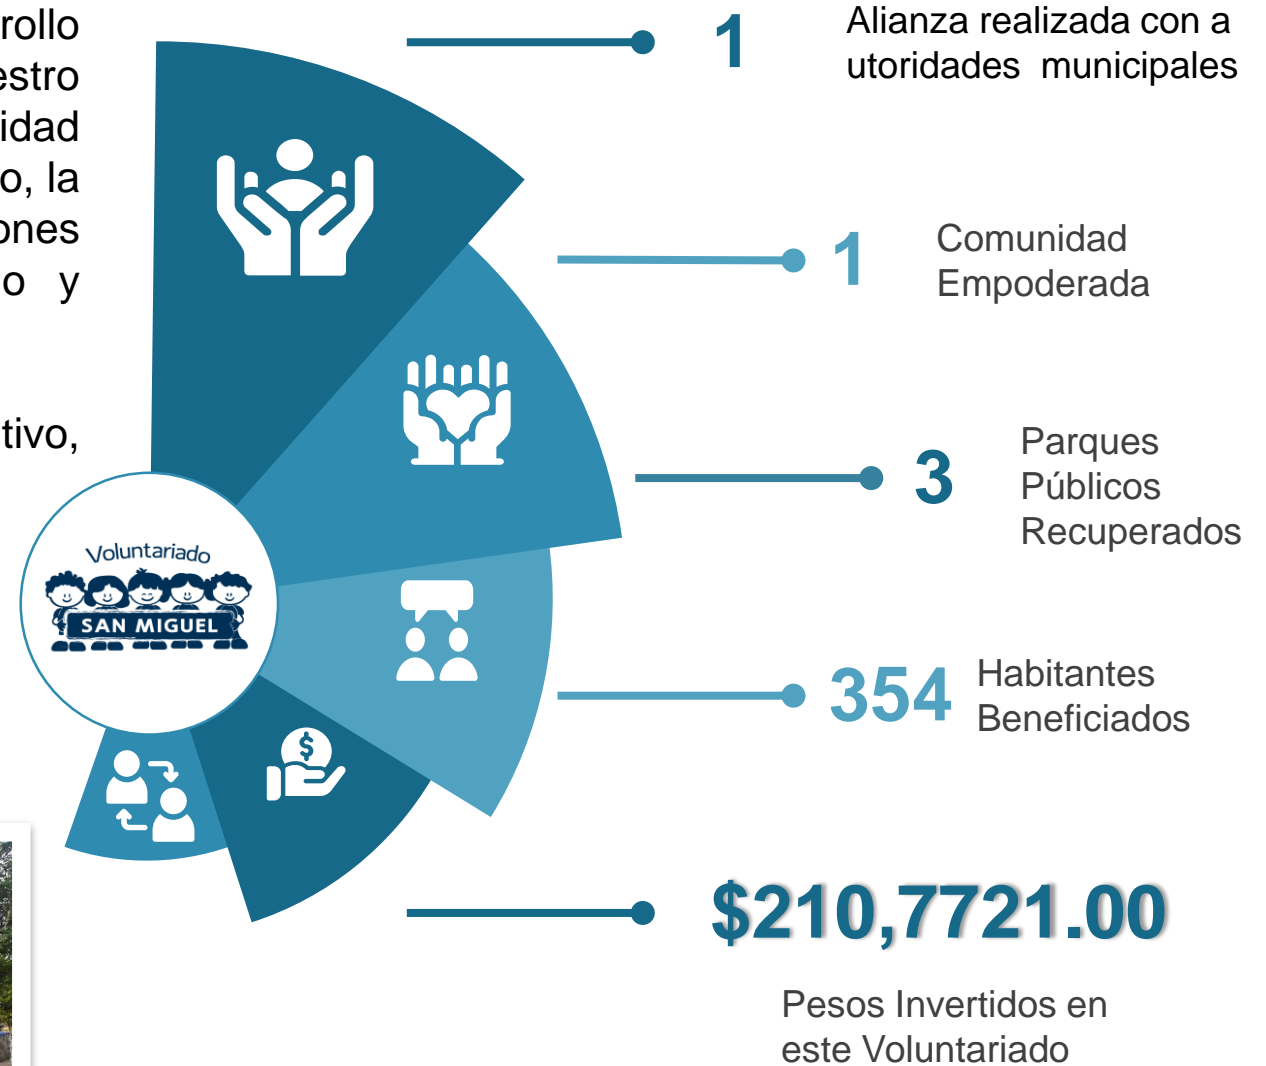 rollo
estro
idad
o, la
ones
o y
tivo,
1
Alianza realizada con a
utoridades municipales
1
Comunidad
Empoderada
3
Parques
Públicos
Recuperados
Voluntariado
SAN MIGUEL
354
Habitantes
Beneficiados
$
$210,7721.00
Pesos Invertidos en
este Voluntariado